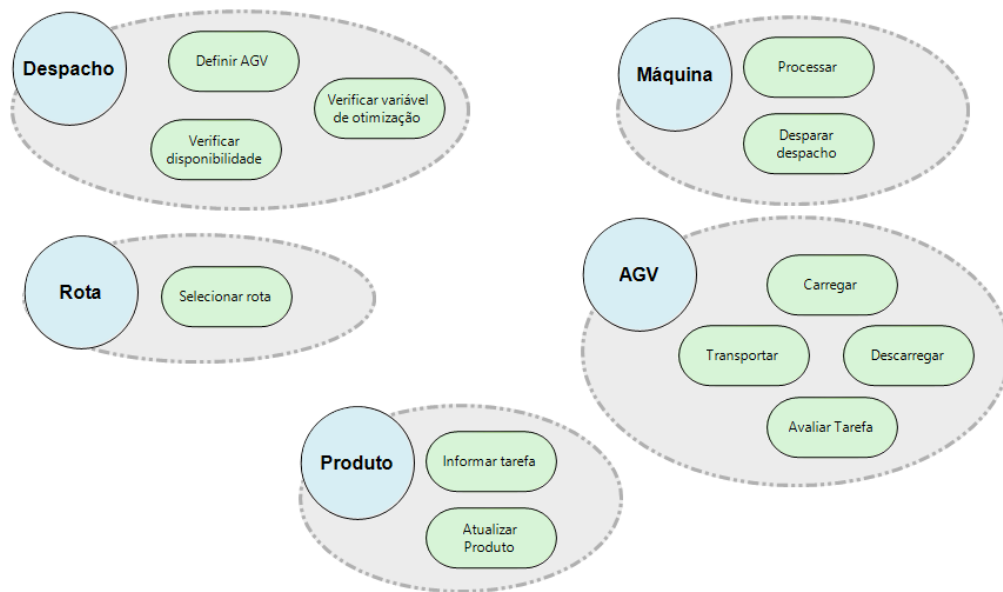 Despacho
Definir AGV
Verificar variável
de otimização
Verificar
disponibilidade
Máquina
Processar
Desparar
despacho
Rota
Selecionar rota
AGV
Carregar
Transportar
Descarregar
Avaliar Tarefa
Produto
Informar tarefa
Atualizar
Produto